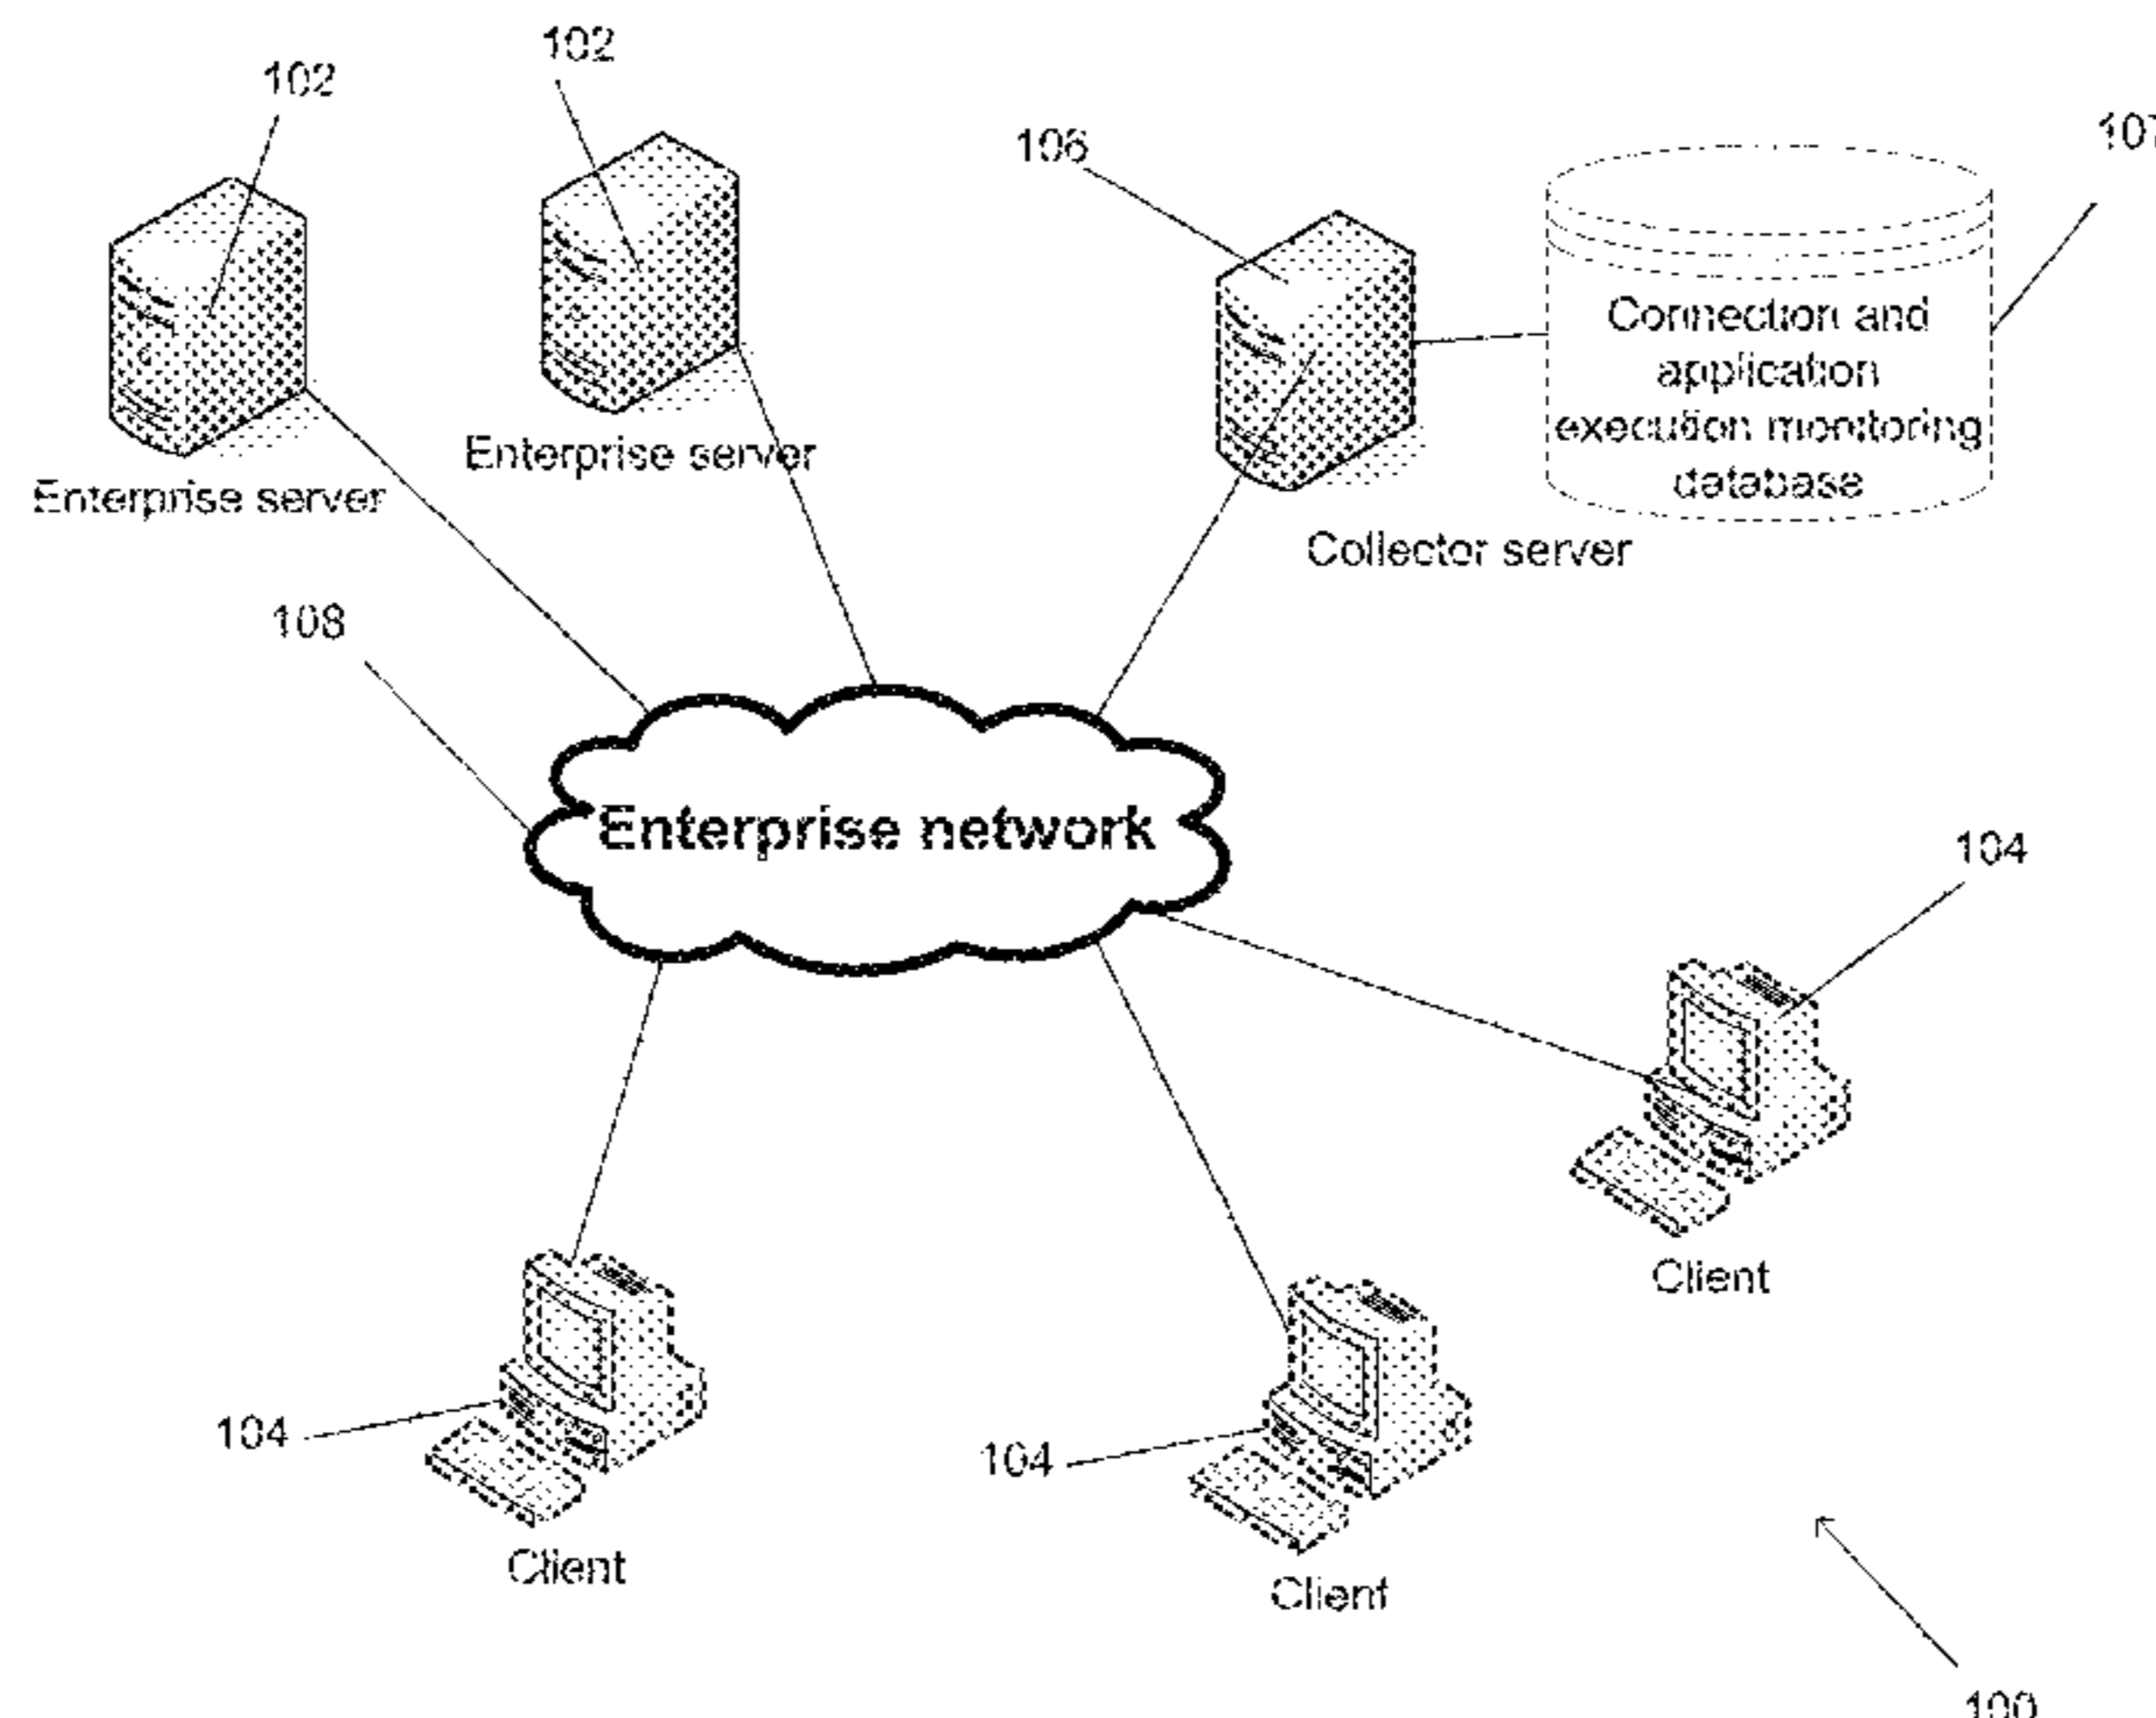 102
102
106
107
Connection and
application
execution monitoring
database
Enterprise server
Enterprise server
Collector server
108
Enterprise network
104
Client
104
104
Client
Client
100